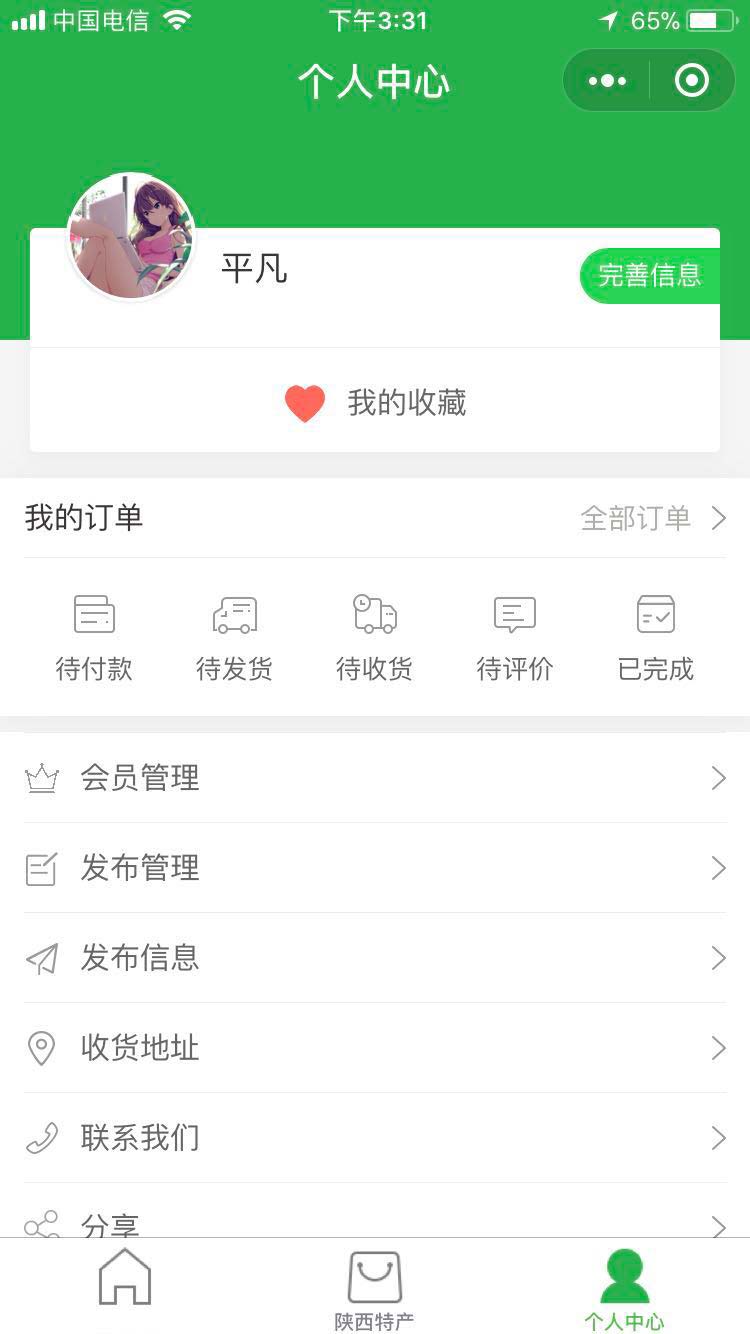 中国电信 下午3:31 65%
个人中心
平凡
完善信息
我的收藏
我的订单 全部订单
待付款 待发货 待收货 待评价 已完成
会员管理
发布管理
发布信息
收货地址
联系我们
分享
陕西特产 个人中心